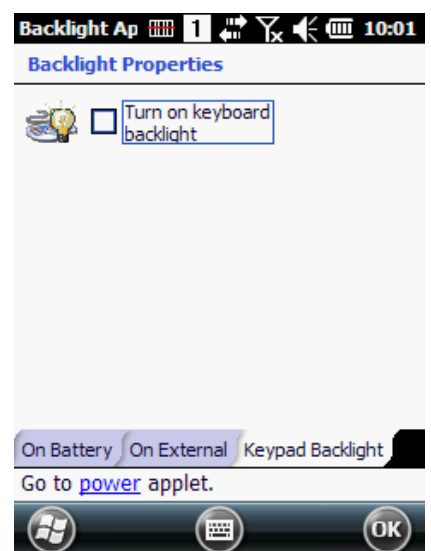 Backlight Ap 1 10:01
Backlight Properties
Turn on keyboard
backlight
On Battery On External Keypad Backlight
Go to power applet.
OK